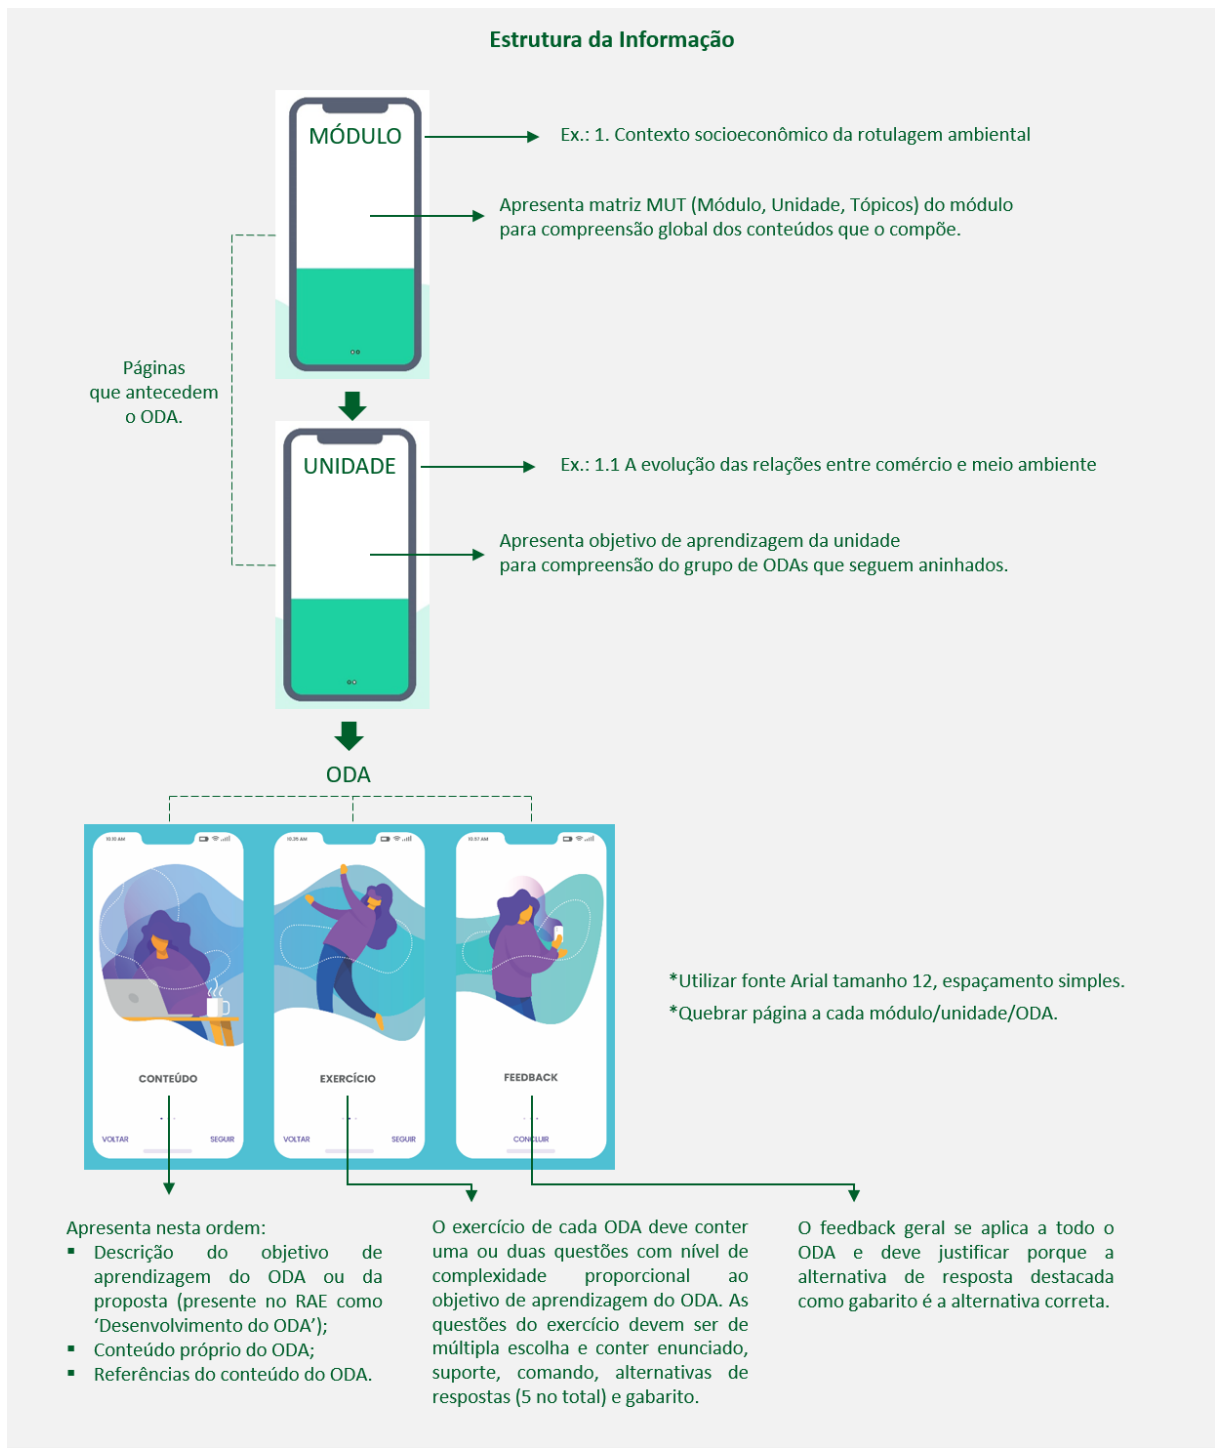 Estrutura da Informação
MÓDULO
Ex.: 1. Contexto socioeconômico da rotulagem ambiental
Apresenta matriz MUT (Módulo, Unidade, Tópicos) do módulo
para compreensão global dos conteúdos que o compõe.
Páginas
que antecedem
o ODA.
UNIDADE
Ex.: 1.1 A evolução das relações entre comércio e meio ambiente
Apresenta objetivo de aprendizagem da unidade
para compreensão do grupo de ODAs que seguem aninhados.
ODA
*Utilizar fonte Arial tamanho 12, espaçamento simples.
*Quebrar página a cada módulo/unidade/ODA.
CONTEÚDO
VOLTAR
SEGUIR
EXERCÍCIO
VOLTAR
SEGUIR
FEEDBACK
CONCLUIR
Apresenta nesta ordem:
▪ Descrição do objetivo de
aprendizagem do ODA ou da
proposta (presente no RAE como
‘Desenvolvimento do ODA’);
▪ Conteúdo próprio do ODA;
▪ Referências do conteúdo do ODA.
O exercício de cada ODA deve conter
uma ou duas questões com nível de
complexidade proporcional ao
objetivo de aprendizagem do ODA. As
questões do exercício devem ser de
múltipla escolha e conter enunciado,
suporte, comando, alternativas de
respostas (5 no total) e gabarito.
O feedback geral se aplica a todo o
ODA e deve justificar porque a
alternativa de resposta destacada
como gabarito é a alternativa correta.